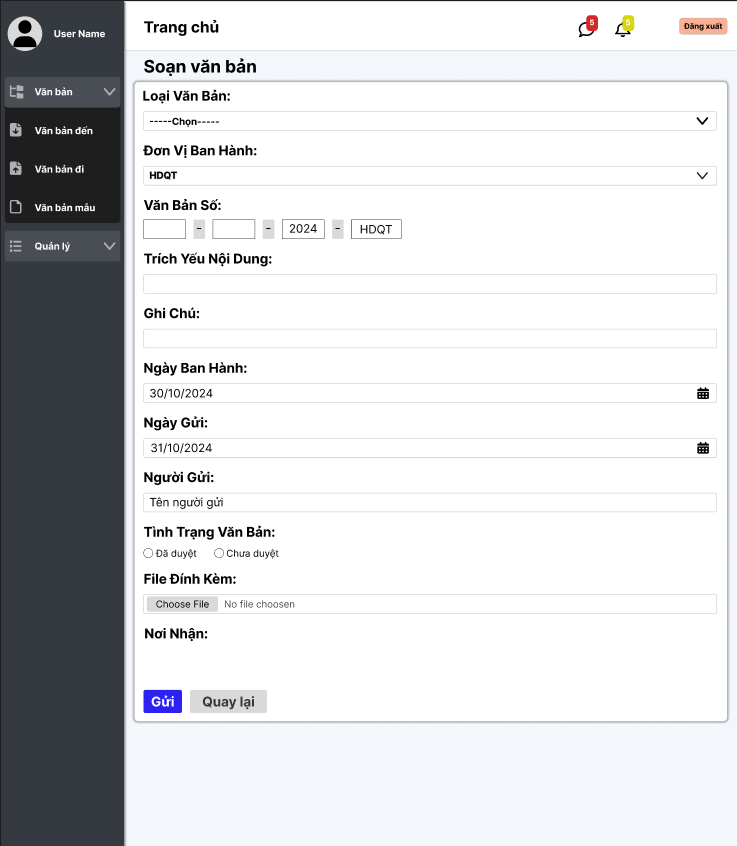 User Name
Trang chủ
5
5
Đăng xuất
Văn bản
Văn bản đến
Văn bản đi
Văn bản mẫu
Quản lý
Soạn văn bản
Loại Văn Bản:
-----Chọn-----
Đơn Vị Ban Hành:
HDQT
Văn Bản Số:
- - 2024 - HDQT
Trích Yếu Nội Dung:
Ghi Chú:
Ngày Ban Hành:
30/10/2024
Ngày Gửi:
31/10/2024
Người Gửi:
Tên người gửi
Tình Trạng Văn Bản:
Đã duyệt Chưa duyệt
File Đính Kèm:
Choose File No file choosen
Nơi Nhận:
Gửi Quay lại